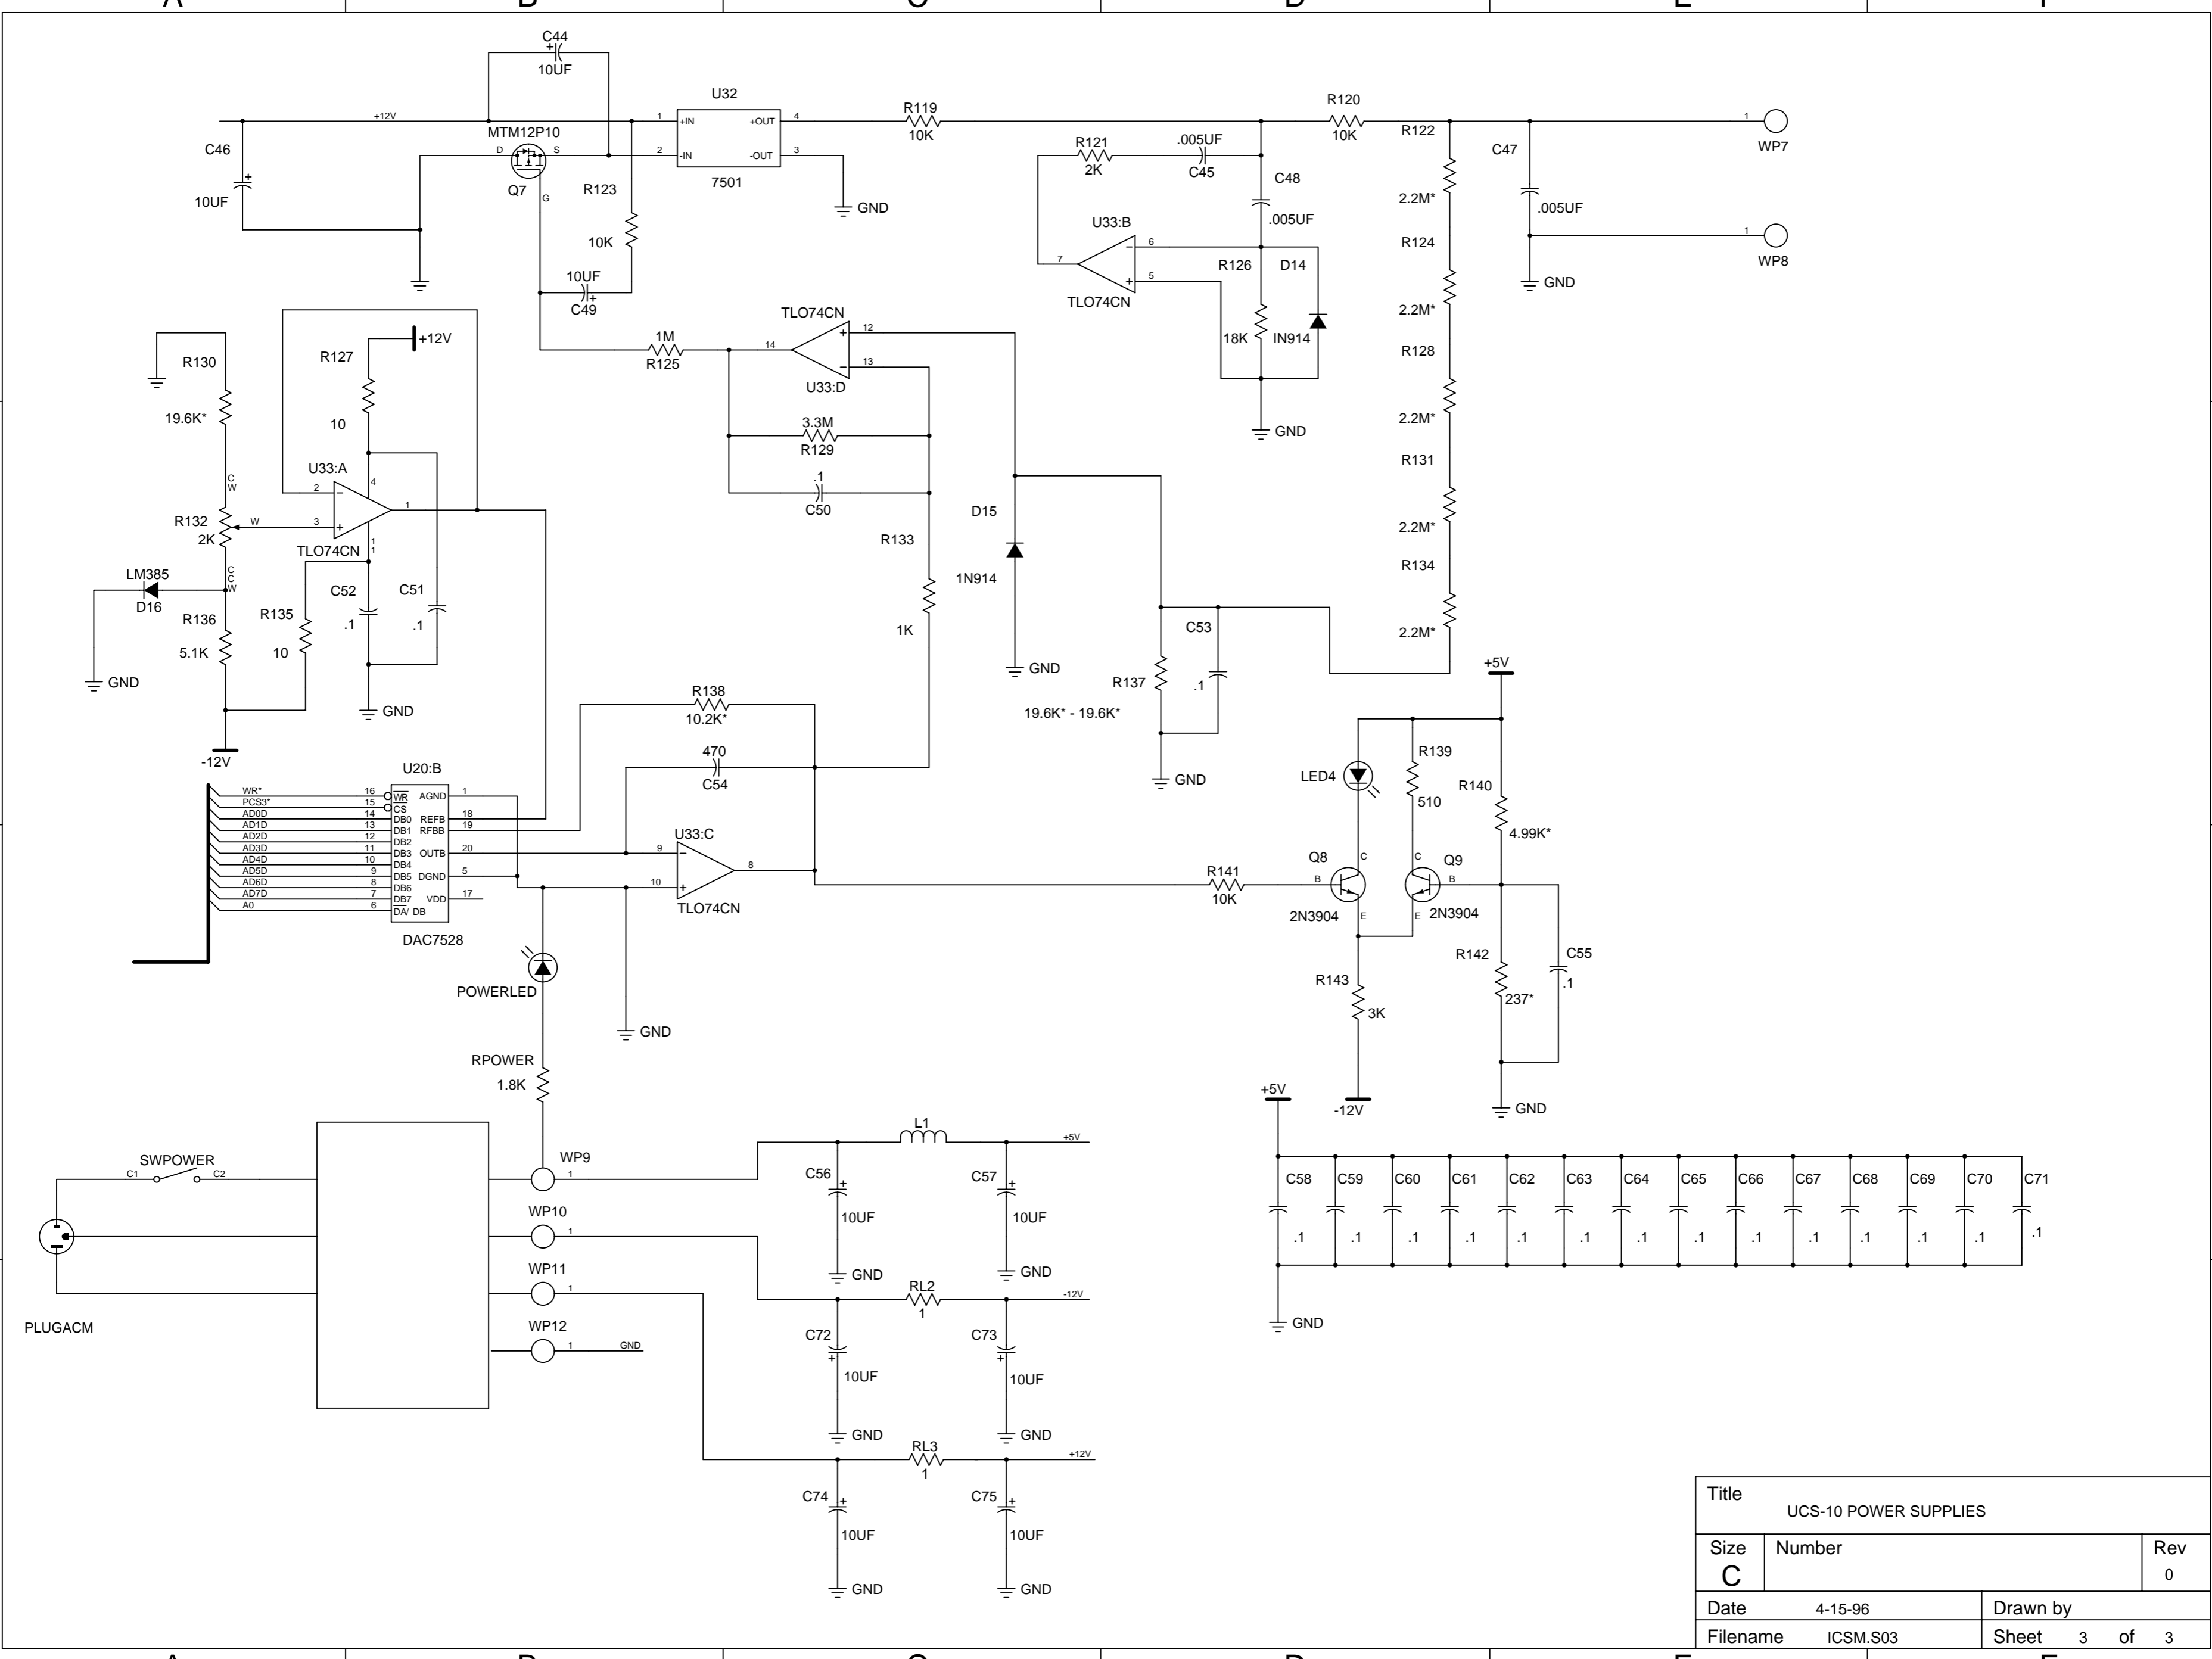 A B C D E F
C44
10UF
+
U32
+12V
1 +IN +OUT 4
2 -IN -OUT 3
7501
R119
10K
R120
10K
1
WP7
C46
+
10UF
MTM12P10
D S
G
Q7
R123
10K
GND
R121
2K
.005UF
C45
C48
.005UF
R122
2.2M*
C47
.005UF
1
WP8
GND
U33:B
7
6
5
TLO74CN
R126
18K
D14
IN914
GND
R124
2.2M*
R128
2.2M*
R131
2.2M*
R134
2.2M*
10UF
C49
+
1M
R125
TLO74CN
14
12
13
U33:D
3.3M
R129
.1
C50
R133
1K
D15
1N914
GND
R130
19.6K*
R127
10
+12V
U33:A
2
3
4
1
11
TLO74CN
CW
R132
2K
W
CCW
LM385
D16
GND
R136
5.1K
R135
10
C52
.1
C51
.1
GND
-12V
R137
19.6K* - 19.6K*
C53
.1
GND
R138
10.2K*
470
C54
U20:B
WR* 16 WR AGND 1
PCS3* 15 CS
AD0D 14 DB0 REFB 18
AD1D 13 DB1 RFBB 19
AD2D 12 DB2
AD3D 11 DB3 OUTB 20
AD4D 10 DB4
AD5D 9 DB5 DGND 5
AD6D 8 DB6
AD7D 7 DB7 VDD 17
A0 6 DA/ DB
DAC7528
U33:C
9
10
8
TLO74CN
GND
POWERLED
RPOWER
1.8K
+5V
LED4
R139
510
R140
4.99K*
R141
10K
Q8
B
C
E
2N3904
Q9
B
C
E
2N3904
R142
237*
C55
.1
R143
3K
-12V
GND
SWPOWER
C1 C2
PLUGACM
WP9
1
WP10
1
WP11
1
WP12
1 GND
L1
+5V
C56
+
10UF
GND
C57
+
10UF
GND
RL2
1
-12V
C72
+
10UF
GND
C73
+
10UF
GND
RL3
1
+12V
C74
+
10UF
GND
C75
+
10UF
GND
+5V
C58 C59 C60 C61 C62 C63 C64 C65 C66 C67 C68 C69 C70 C71
.1 .1 .1 .1 .1 .1 .1 .1 .1 .1 .1 .1 .1 .1
GND
Title
UCS-10 POWER SUPPLIES
Size Number Rev
C 0
Date 4-15-96 Drawn by
Filename ICSM.S03 Sheet 3 of 3
A B C D E F